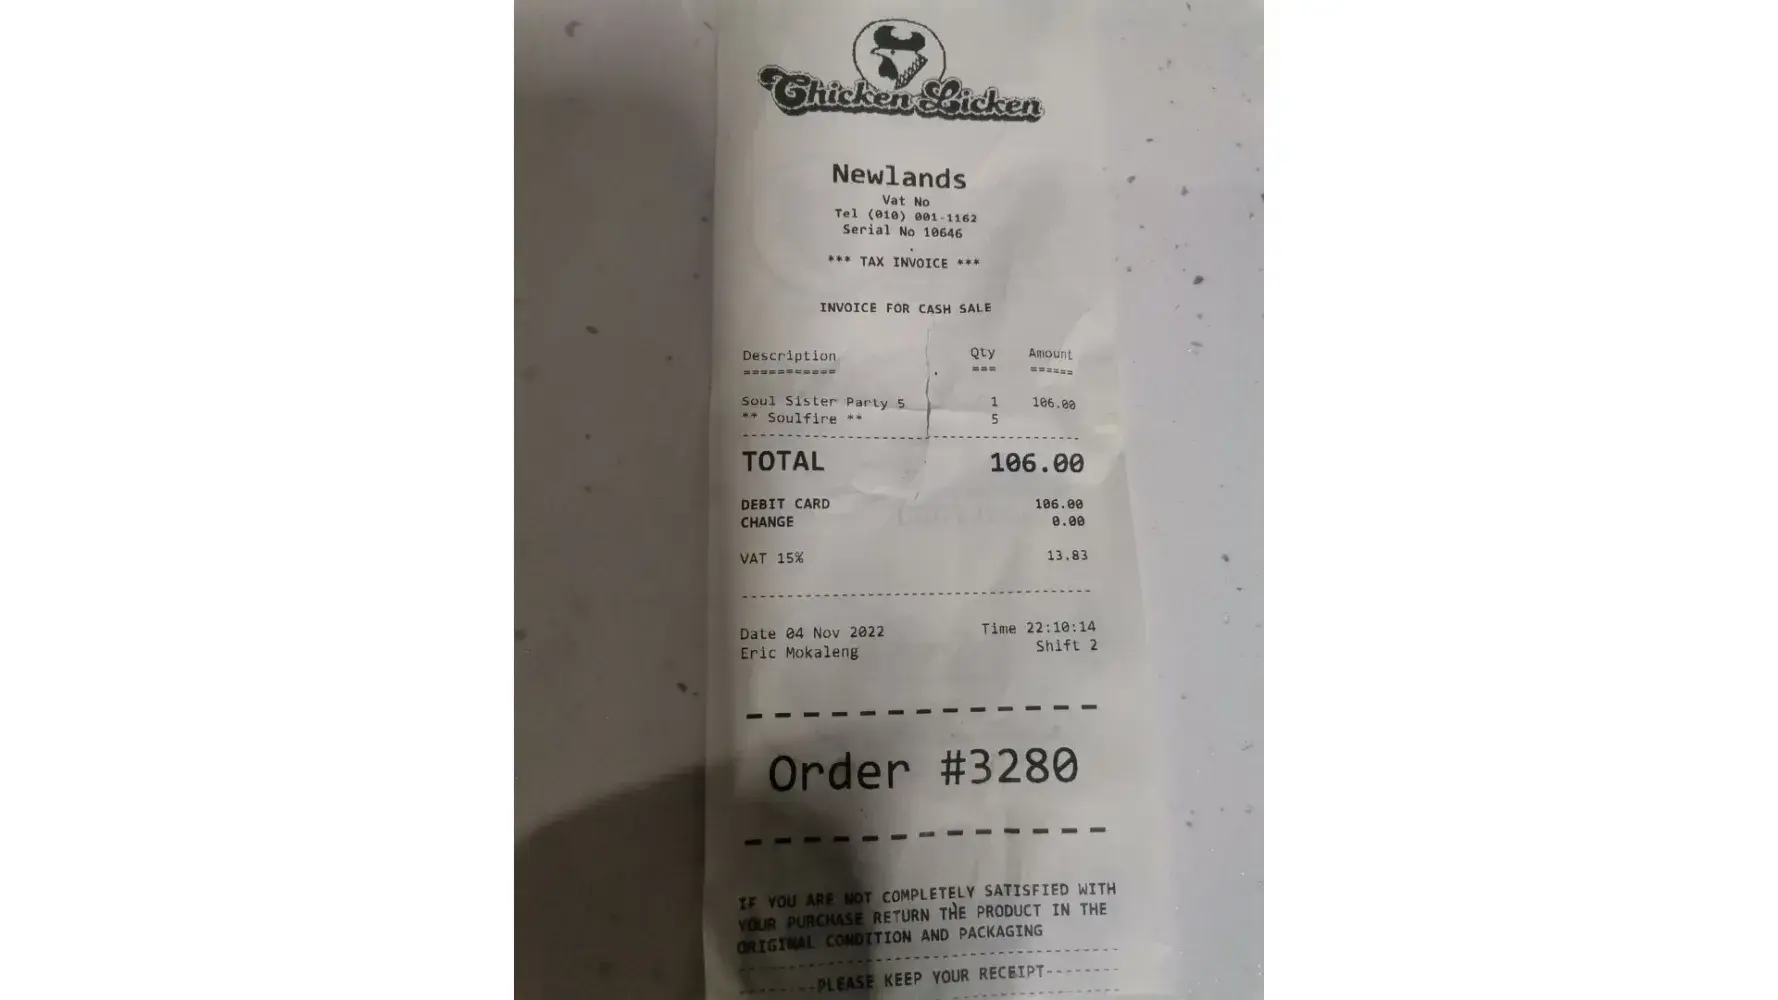 Chicken Licken
Newlands
Vat No
Tel (010) 001-1162
Serial No 10646
*** TAX INVOICE ***
INVOICE FOR CASH SALE
Description Qty Amount
=========== === ======
Soul Sister Party 5 1 106.00
** Soulfire ** 5
TOTAL 106.00
DEBIT CARD 106.00
CHANGE 0.00
VAT 15% 13.83
Date 04 Nov 2022 Time 22:10:14
Eric Mokaleng Shift 2
Order #3280
IF YOU ARE NOT COMPLETELY SATISFIED WITH
YOUR PURCHASE RETURN THE PRODUCT IN THE
ORIGINAL CONDITION AND PACKAGING
--------PLEASE KEEP YOUR RECEIPT--------